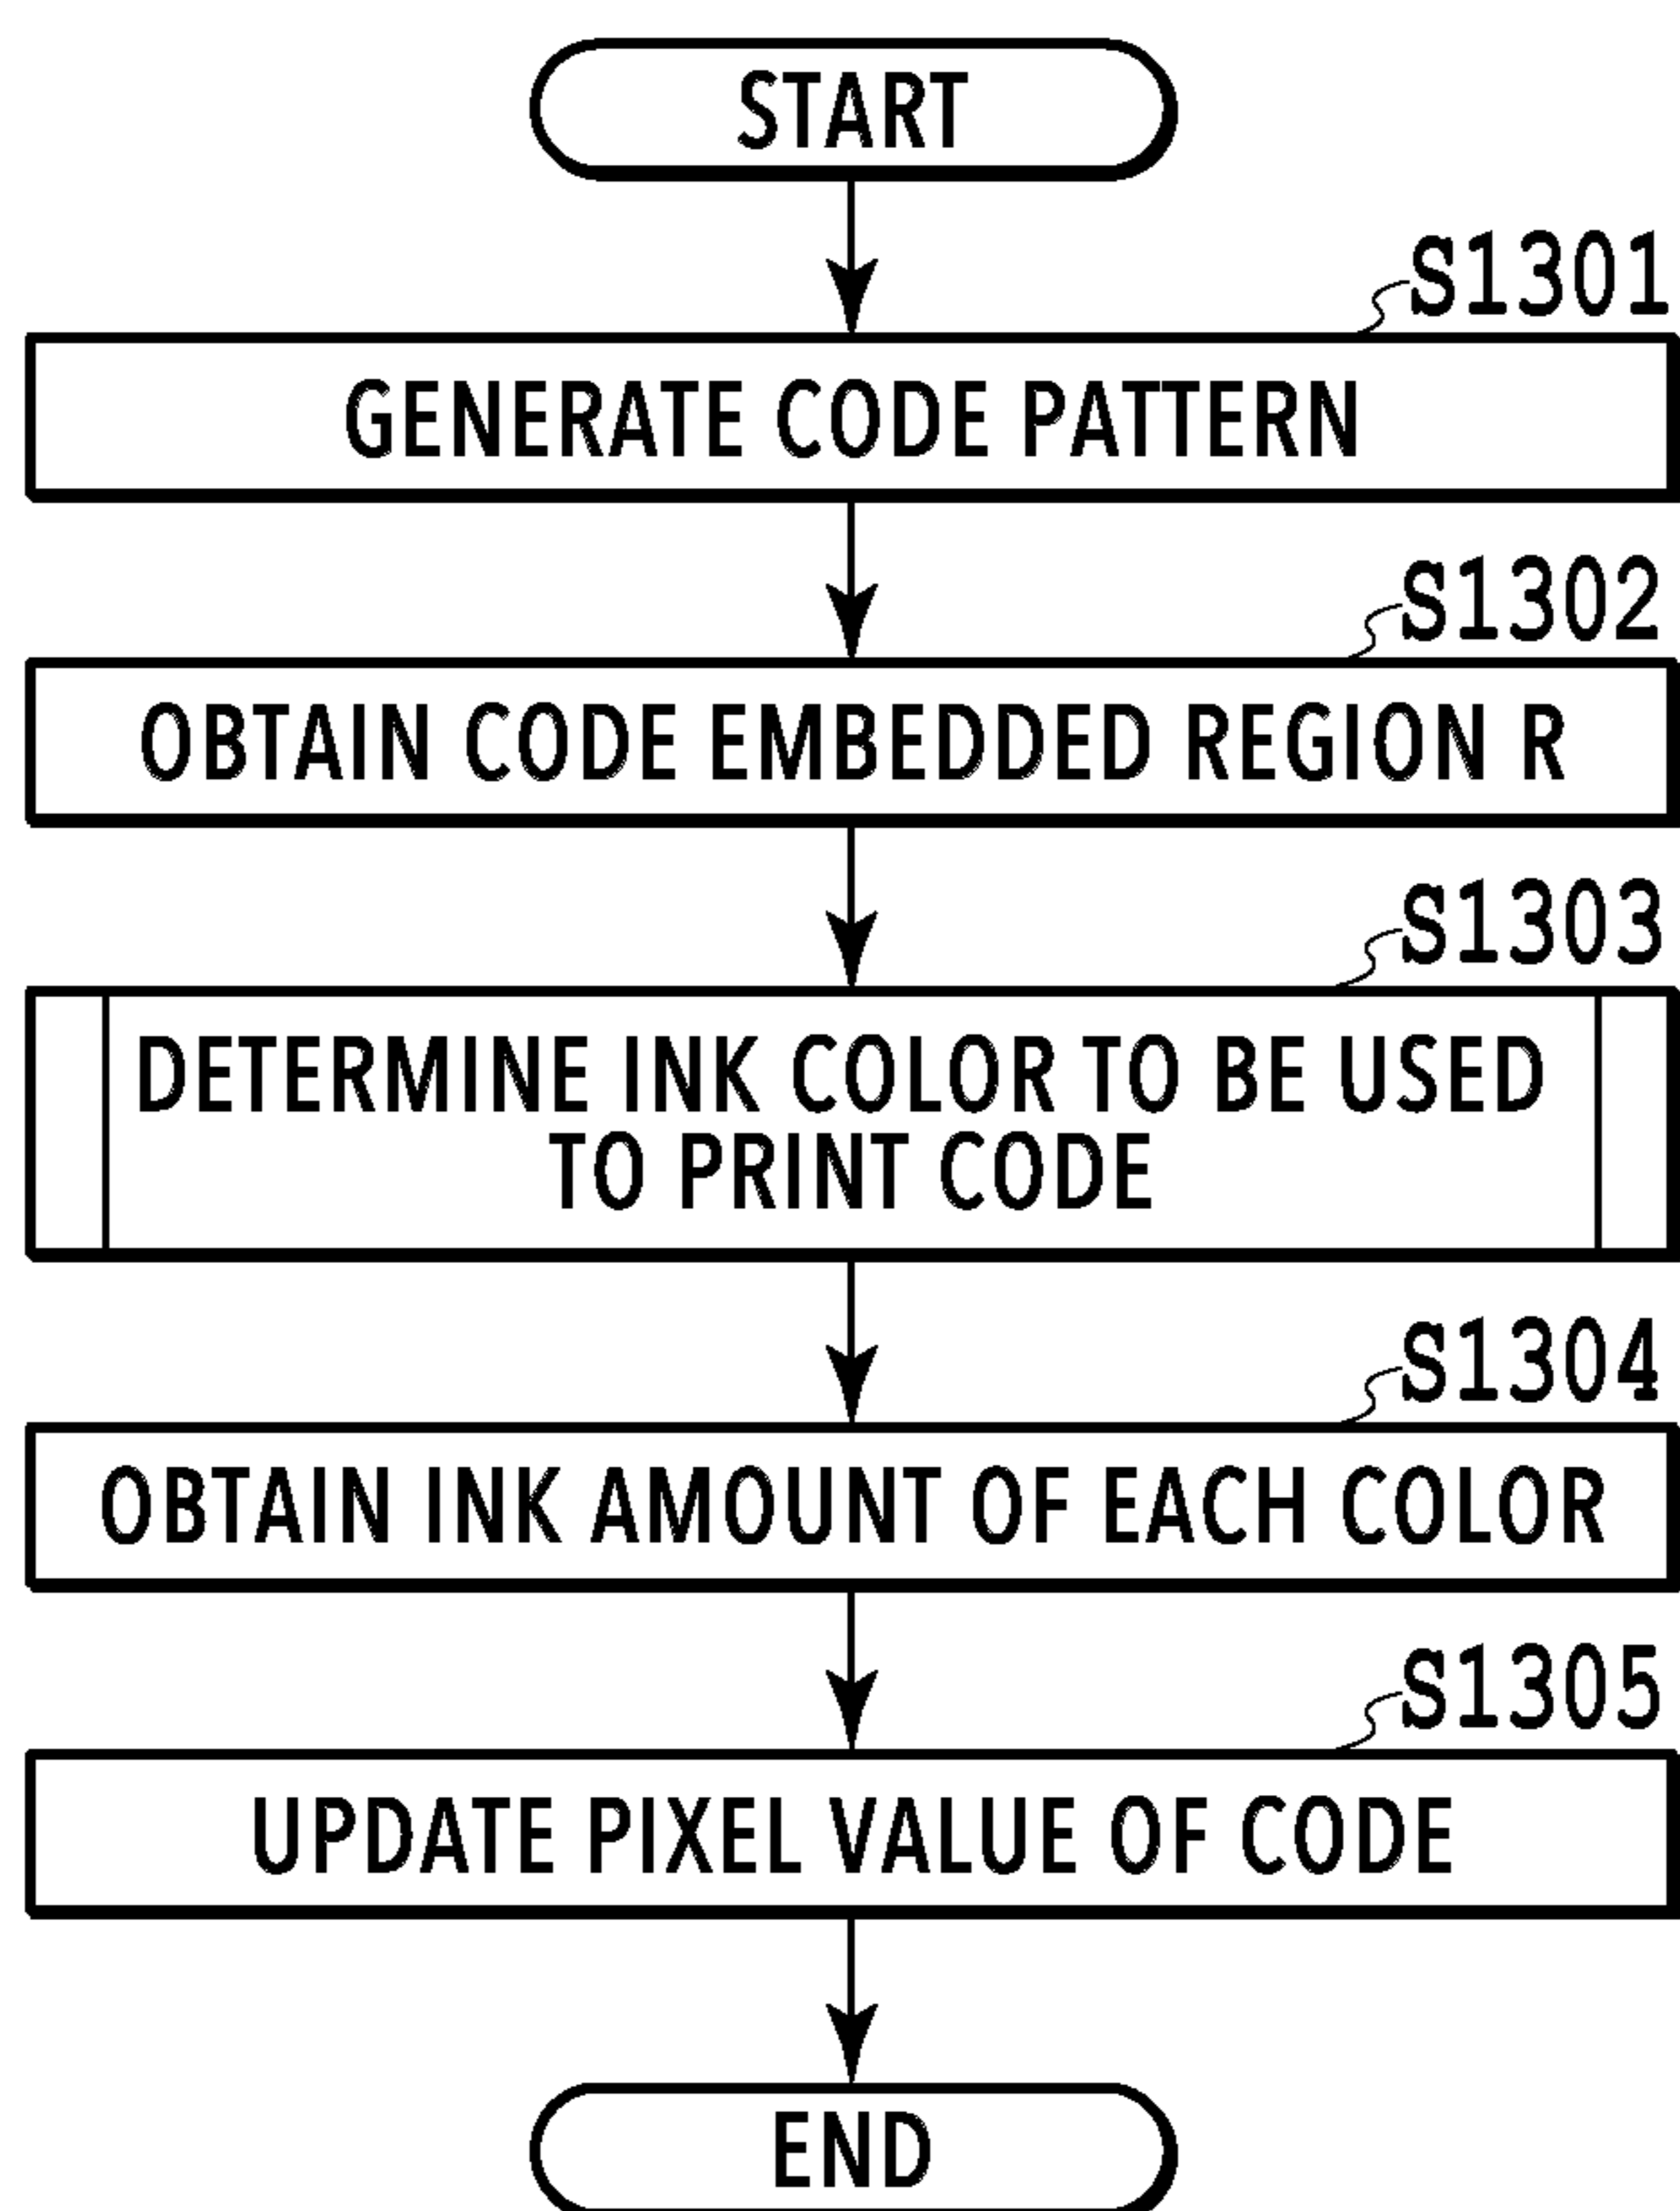 START
S1301
GENERATE CODE PATTERN
S1302
OBTAIN CODE EMBEDDED REGION R
S1303
DETERMINE INK COLOR TO BE USED
TO PRINT CODE
S1304
OBTAIN INK AMOUNT OF EACH COLOR
S1305
UPDATE PIXEL VALUE OF CODE
END